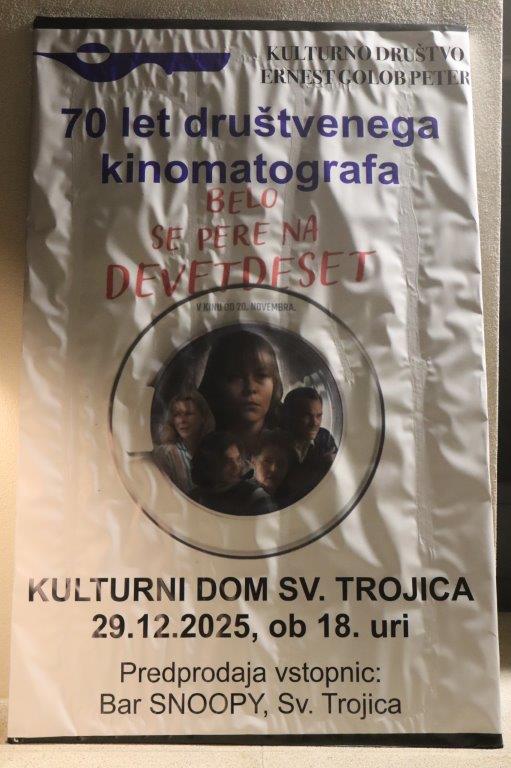 KULTURNO DRUŠTVO
ERNEST GOLOB PETER
70 let društvenega
kinomatografa
BELO
SE PERE NA
DEVETDESET
V KINU OD 20. NOVEMBRA.
KULTURNI DOM SV. TROJICA
29.12.2025, ob 18. uri
Predprodaja vstopnic:
Bar SNOOPY, Sv. Trojica